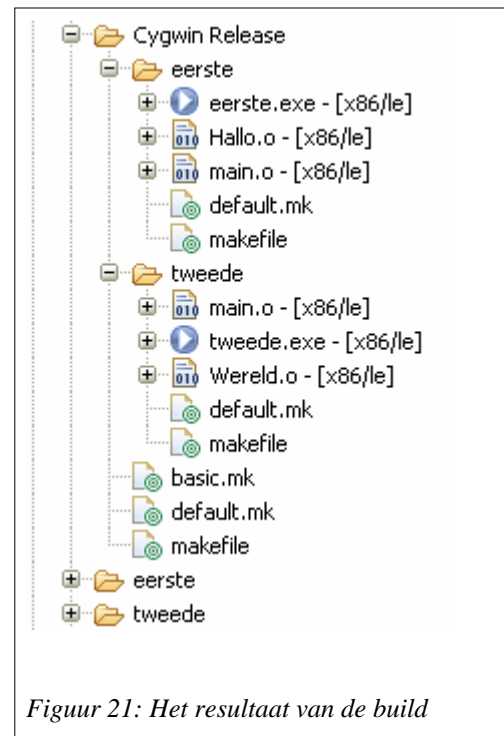 Cygwin Release
eerste
eerste.exe - [x86/le]
Hallo.o - [x86/le]
main.o - [x86/le]
default.mk
makefile
tweede
main.o - [x86/le]
tweede.exe - [x86/le]
Wereld.o - [x86/le]
default.mk
makefile
basic.mk
default.mk
makefile
eerste
tweede
Figuur 21: Het resultaat van de build